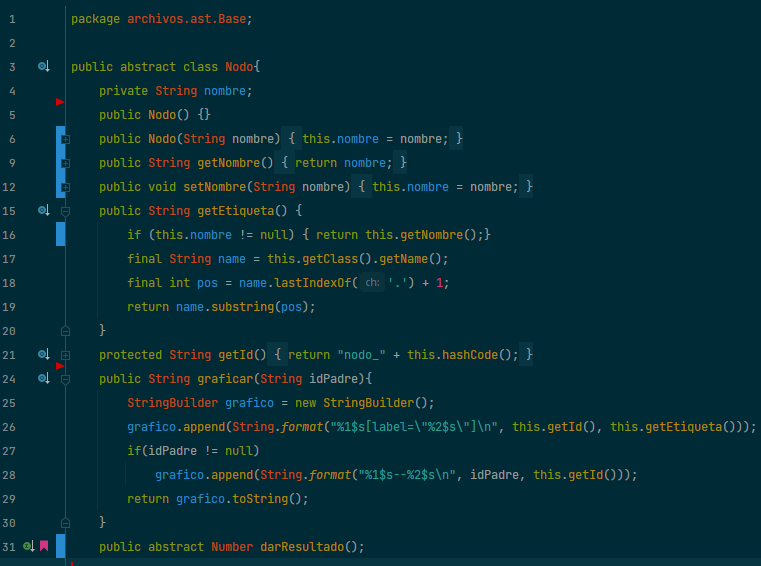 1 package archivos.ast.Base;
2
3 public abstract class Nodo{
4 private String nombre;
5 public Nodo() {}
6 public Nodo(String nombre) { this.nombre = nombre; }
9 public String getNombre() { return nombre; }
12 public void setNombre(String nombre) { this.nombre = nombre; }
15 public String getEtiqueta() {
16 if (this.nombre != null) { return this.getNombre();}
17 final String name = this.getClass().getName();
18 final int pos = name.lastIndexOf( ch: '.') + 1;
19 return name.substring(pos);
20 }
21 protected String getId() { return "nodo_" + this.hashCode(); }
24 public String graficar(String idPadre){
25 StringBuilder grafico = new StringBuilder();
26 grafico.append(String.format("%1$s[label=\"%2$s\"]\n", this.getId(), this.getEtiqueta()));
27 if(idPadre != null)
28 grafico.append(String.format("%1$s--%2$s\n", idPadre, this.getId()));
29 return grafico.toString();
30 }
31 public abstract Number darResultado();